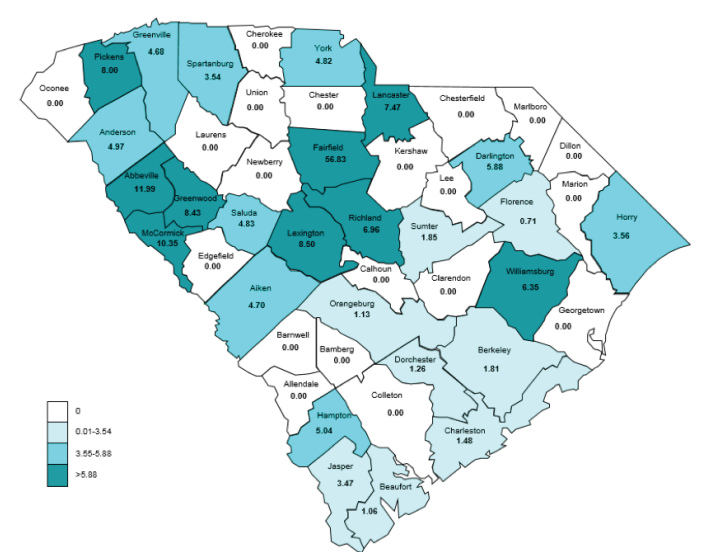 Cherokee
0.00
Greenville
4.68
York
4.82
Pickens
8.00
Spartanburg
3.54
Oconee
0.00
Union
0.00
Chester
0.00
Lancaster
7.47
Chesterfield
0.00
Marlboro
0.00
Anderson
4.97
Laurens
0.00
Dillon
0.00
Fairfield
56.83
Kershaw
0.00
Darlington
5.88
Newberry
0.00
Lee
0.00
Marion
0.00
Abbeville
11.99
Greenwood
8.43
Florence
0.71
Saluda
4.83
Richland
6.96
Horry
3.56
Sumter
1.85
McCormick
10.35
Lexington
8.50
Edgefield
0.00
Calhoun
0.00
Clarendon
0.00
Williamsburg
6.35
Aiken
4.70
Orangeburg
1.13
Georgetown
0.00
Barnwell
0.00
Bamberg
0.00
Berkeley
1.81
Dorchester
1.26
Allendale
0.00
Colleton
0.00
Hampton
5.04
Charleston
1.48
Jasper
3.47
Beaufort
1.06
0
0.01-3.54
3.55-5.88
>5.88